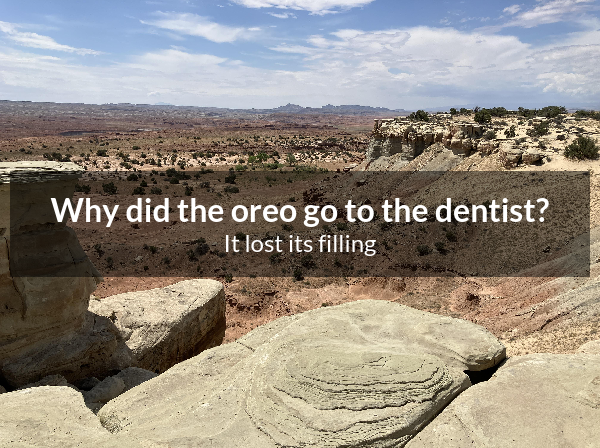 Why did the oreo go to the dentist?
It lost its filling